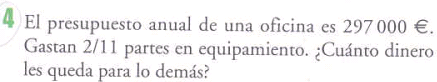 4 El presupuesto anual de una oficina es 297 000 €.
Gastan 2/11 partes en equipamiento. ¿Cuánto dinero
les queda para lo demás?